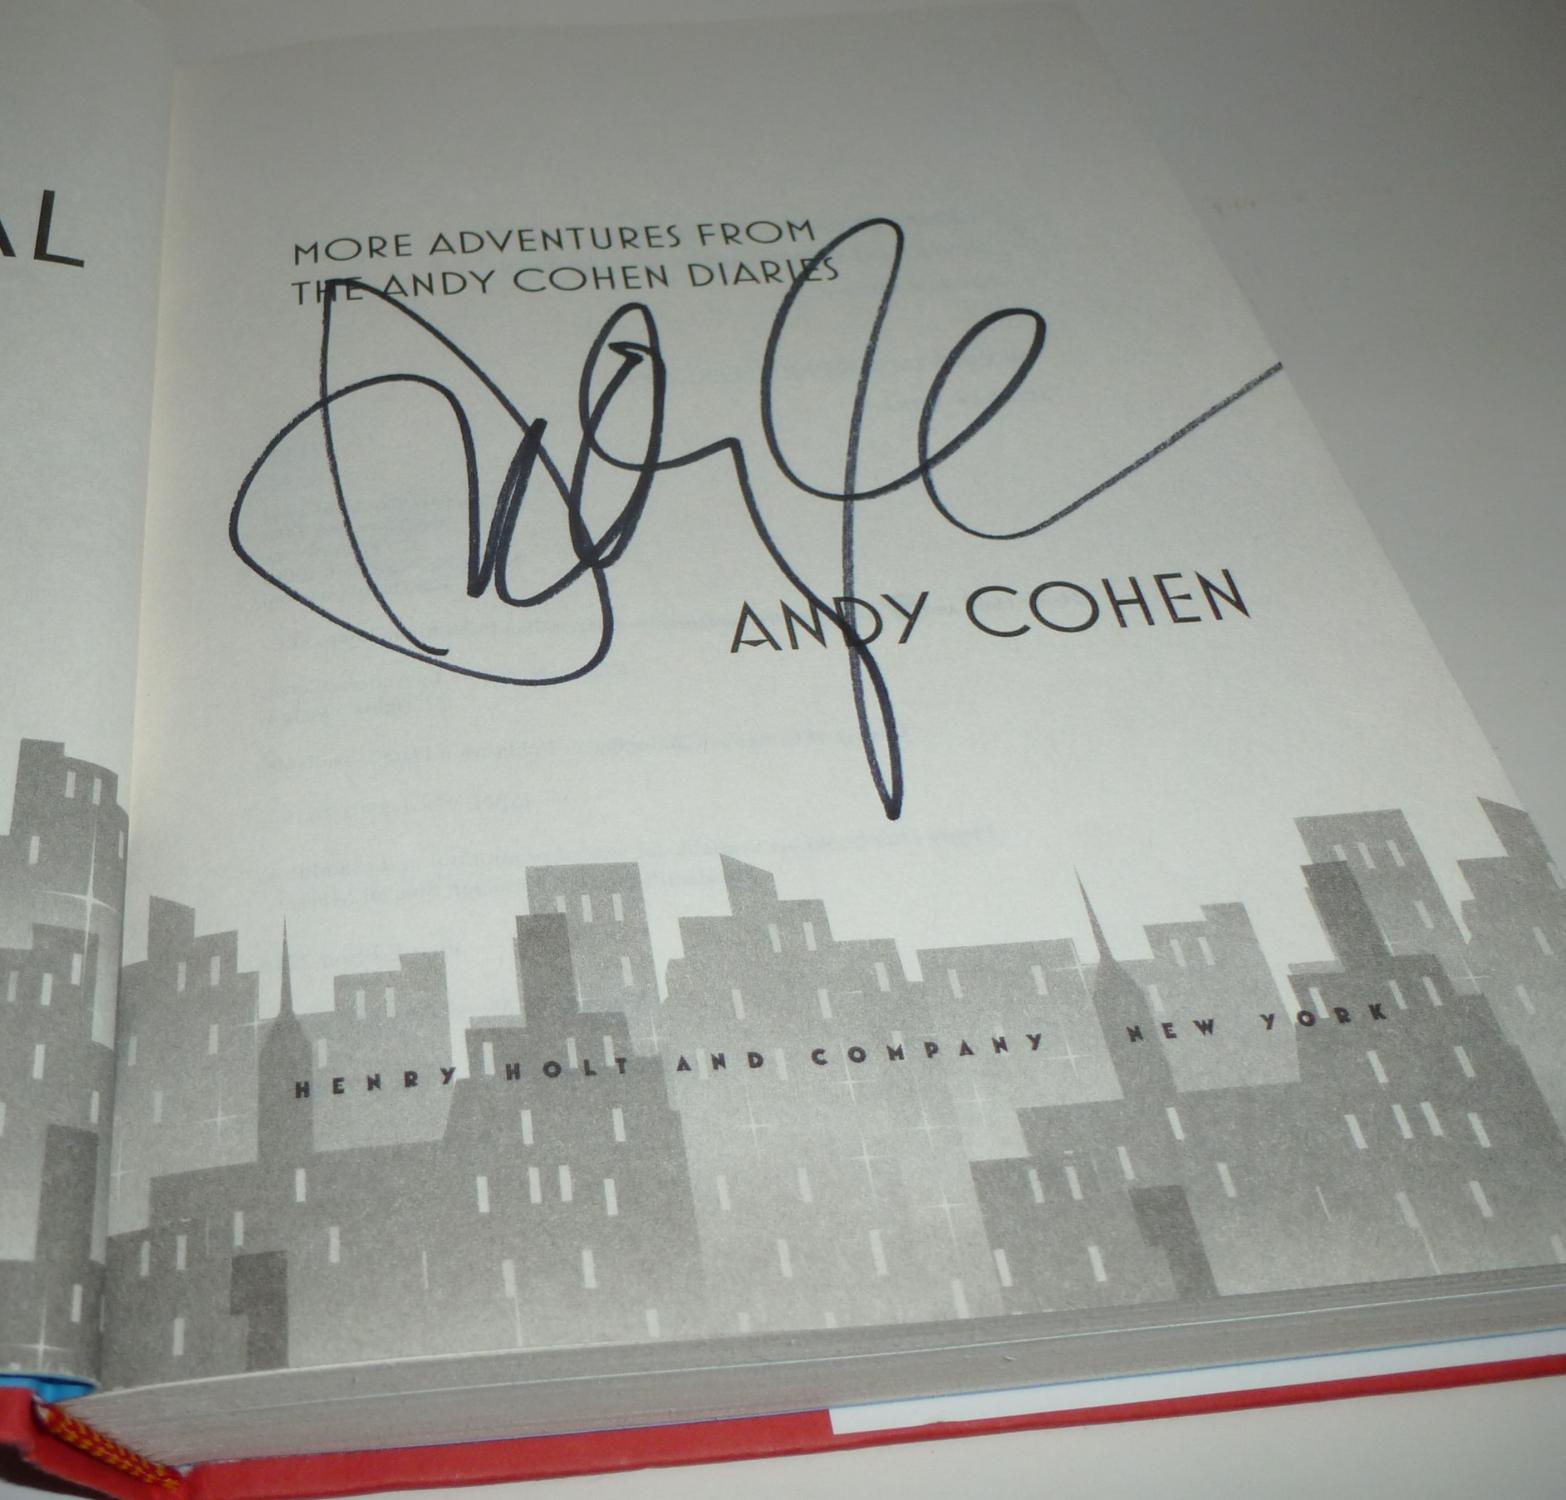 AL
MORE ADVENTURES FROM
THE ANDY COHEN DIARIES
ANDY COHEN
HENRY HOLT AND COMPANY NEW YORK